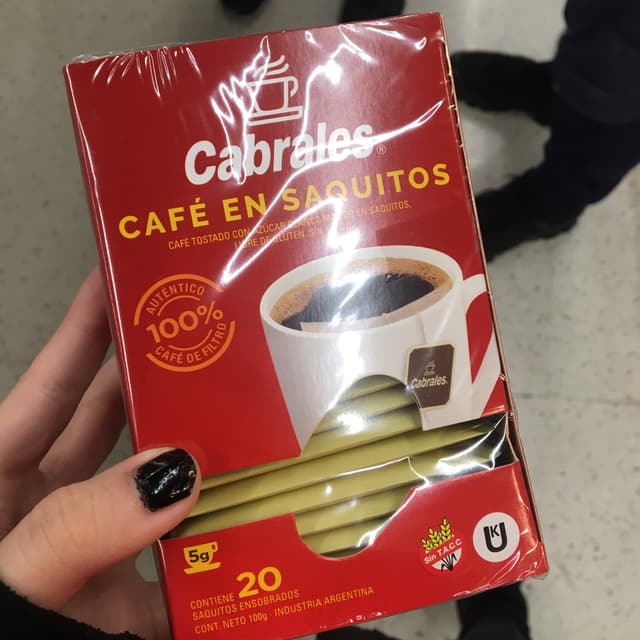 Cabrales®
CAFÉ EN SAQUITOS
CAFÉ TOSTADO CON AZÚCAR EN SAQUITOS.
LIBRE DE GLUTEN. SIN
AUTÉNTICO
100%
CAFÉ DE FILTRO
Cabrales
5g
CONTIENE 20
SAQUITOS ENSOBRADOS
CONT. NETO 100g · INDUSTRIA ARGENTINA
Sin T.A.C.C.
UK